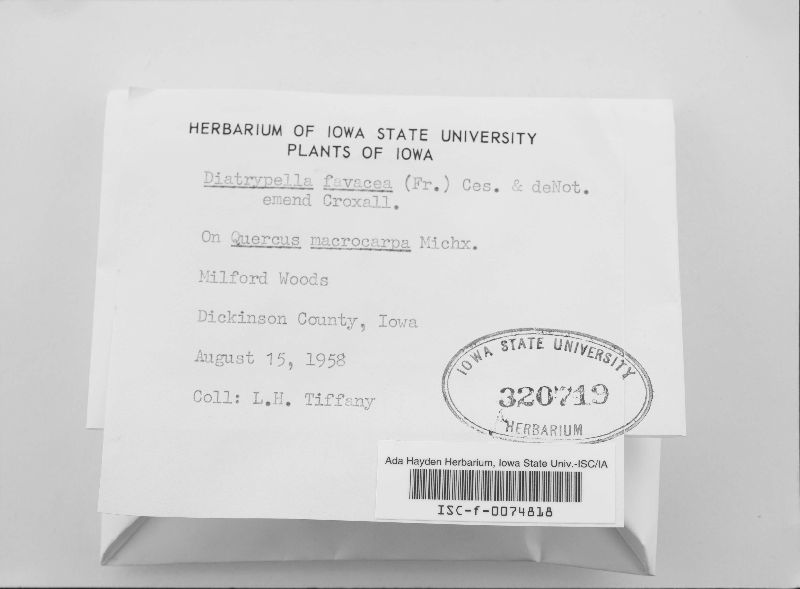 HERBARIUM OF IOWA STATE UNIVERSITY
PLANTS OF IOWA
Diatrypella favacea (Fr.) Ces. & deNot.
emend Croxall.
On Quercus macrocarpa Michx.
Milford Woods
Dickinson County, Iowa
August 15, 1958
Coll: L.H. Tiffany
IOWA STATE UNIVERSITY
320719
HERBARIUM
Ada Hayden Herbarium, Iowa State Univ.-ISC/IA
ISC-f-0074818